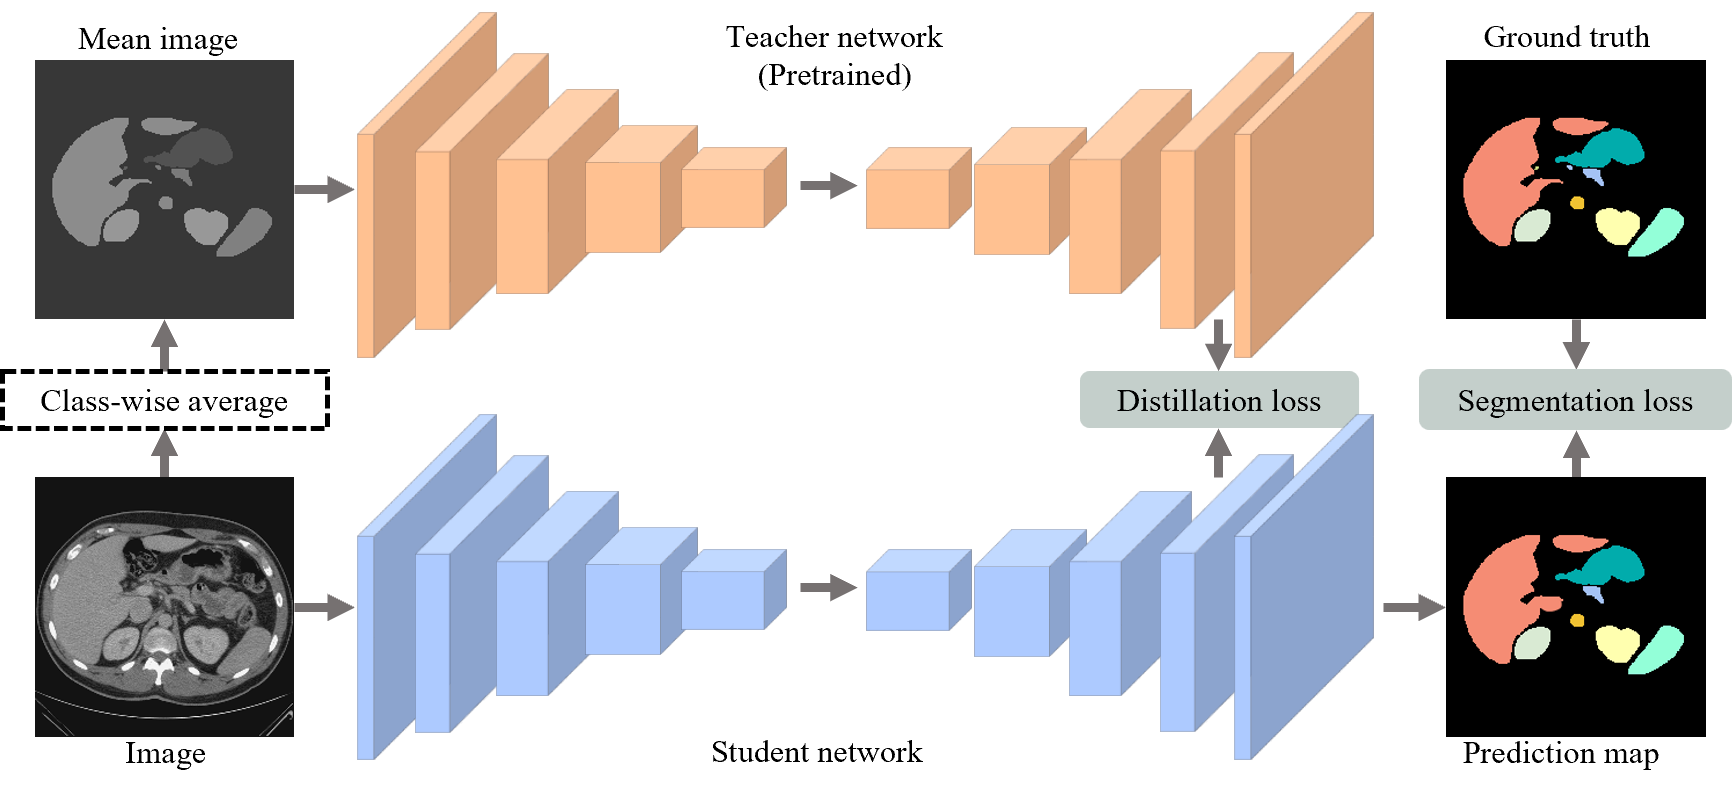 Mean image
Teacher network
(Pretrained)
Ground truth
Class-wise average
Distillation loss
Segmentation loss
Image
Student network
Prediction map